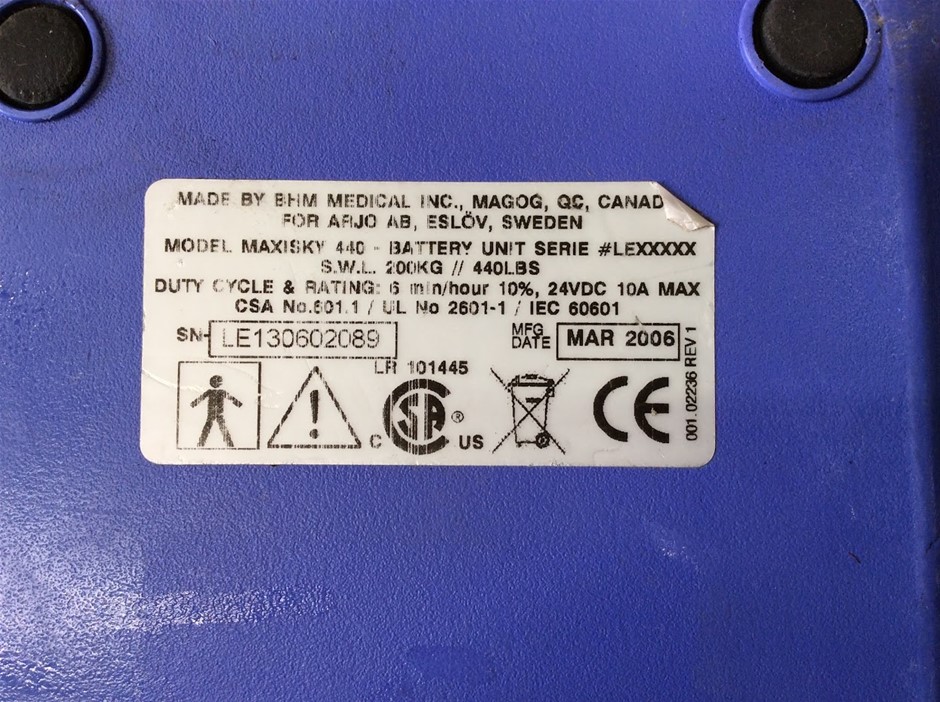 MADE BY BHM MEDICAL INC., MAGOG, QC, CANAD
FOR ARJO AB, ESLÖV, SWEDEN
MODEL MAXISKY 440 - BATTERY UNIT SERIE #LEXXXXX
S.W.L. 200KG // 440LBS
DUTY CYCLE & RATING: 6 min/hour 10%, 24VDC 10A MAX
CSA No.601.1 / UL No 2601-1 / IEC 60601
SN- LE130602089 MFG DATE MAR 2006
LR 101445
C CSA ® US CE
001.02236 REV 1